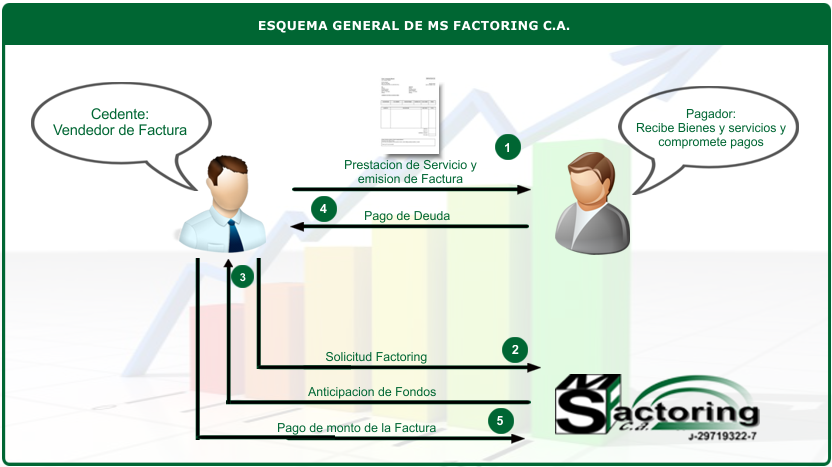 ESQUEMA GENERAL DE MS FACTORING C.A.
Cedente:
Vendedor de Factura
Pagador:
Recibe Bienes y servicios y
compromete pagos
1
Prestacion de Servicio y
emision de Factura
4
Pago de Deuda
3
2
Solicitud Factoring
Anticipacion de Fondos
5
Pago de monto de la Factura
MS Factoring
C.A.
J-29719322-7